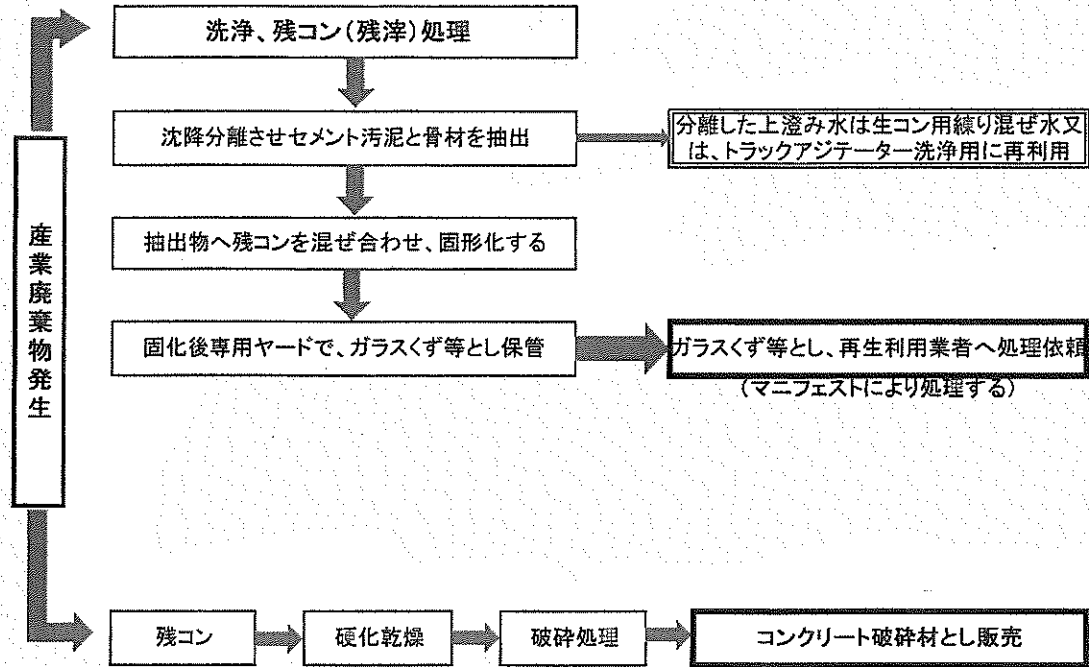 洗浄、残コン(残滓)処理
沈降分離させセメント汚泥と骨材を抽出
分離した上澄み水は生コン用練り混ぜ水又
は、トラックアジテーター洗浄用に再利用
産業廃棄物発生
抽出物へ残コンを混ぜ合わせ、固形化する
固化後専用ヤードで、ガラスくず等とし保管
ガラスくず等とし、再生利用業者へ処理依頼
(マニフェストにより処理する)
残コン
硬化乾燥
破砕処理
コンクリート破砕材とし販売